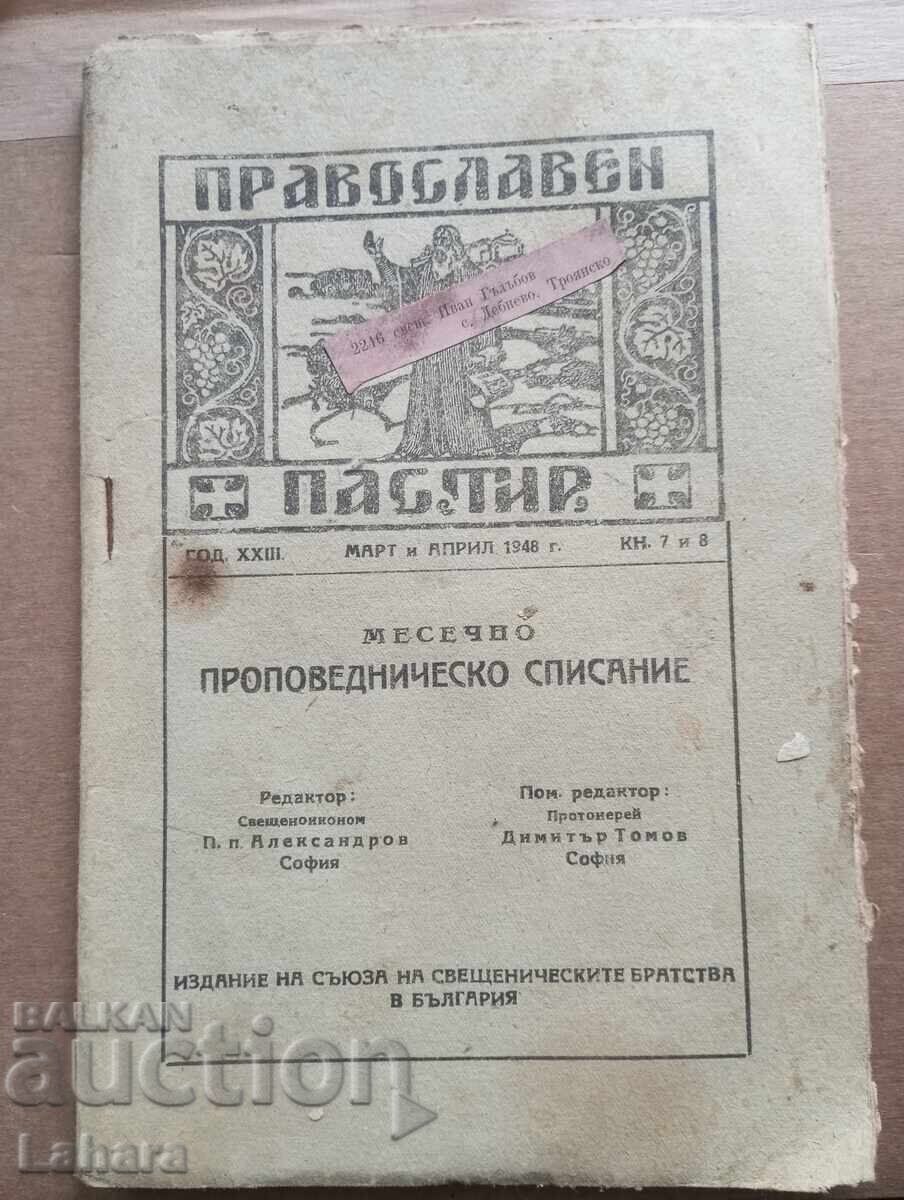 ПРАВОСЛАВЕН
2246 свещ. Иван Гълъбов
с. Дебнево, Троянско
ПАСТИР
ГОД. XXIII. МАРТ и АПРИЛ 1948 г. КН. 7 и 8
МЕСЕЧНО
ПРОПОВЕДНИЧЕСКО СПИСАНИЕ
Редактор:
Свещеноиконом
П. п. Александров
София
Пом. редактор:
Протоиерей
Димитър Томов
София
ИЗДАНИЕ НА СЪЮЗА НА СВЕЩЕНИЧЕСКИТЕ БРАТСТВА
В БЪЛГАРИЯ
BALKAN
auction
Lahara